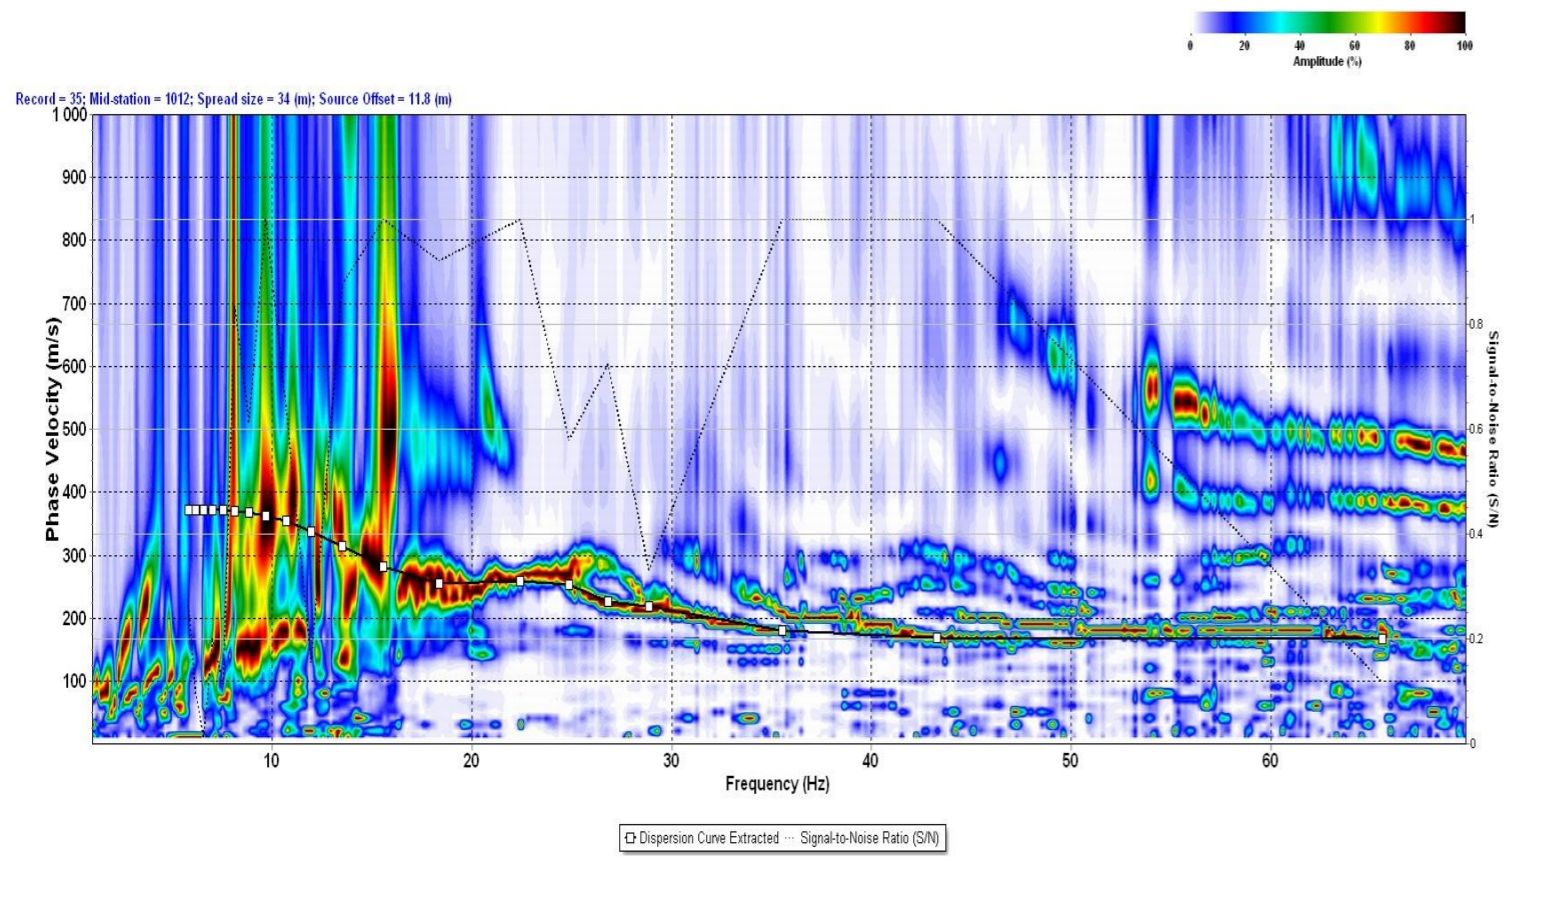 0 20 40 60 80 100
Amplitude (%)
Record = 35; Mid-station = 1012; Spread size = 34 (m); Source Offset = 11.8 (m)
1000
900
800
700
600
500
400
300
200
100
Phase Velocity (m/s)
1
0.8
0.6
0.4
0.2
0
Signal-to-Noise Ratio (S/N)
10 20 30 40 50 60
Frequency (Hz)
Dispersion Curve Extracted Signal-to-Noise Ratio (S/N)